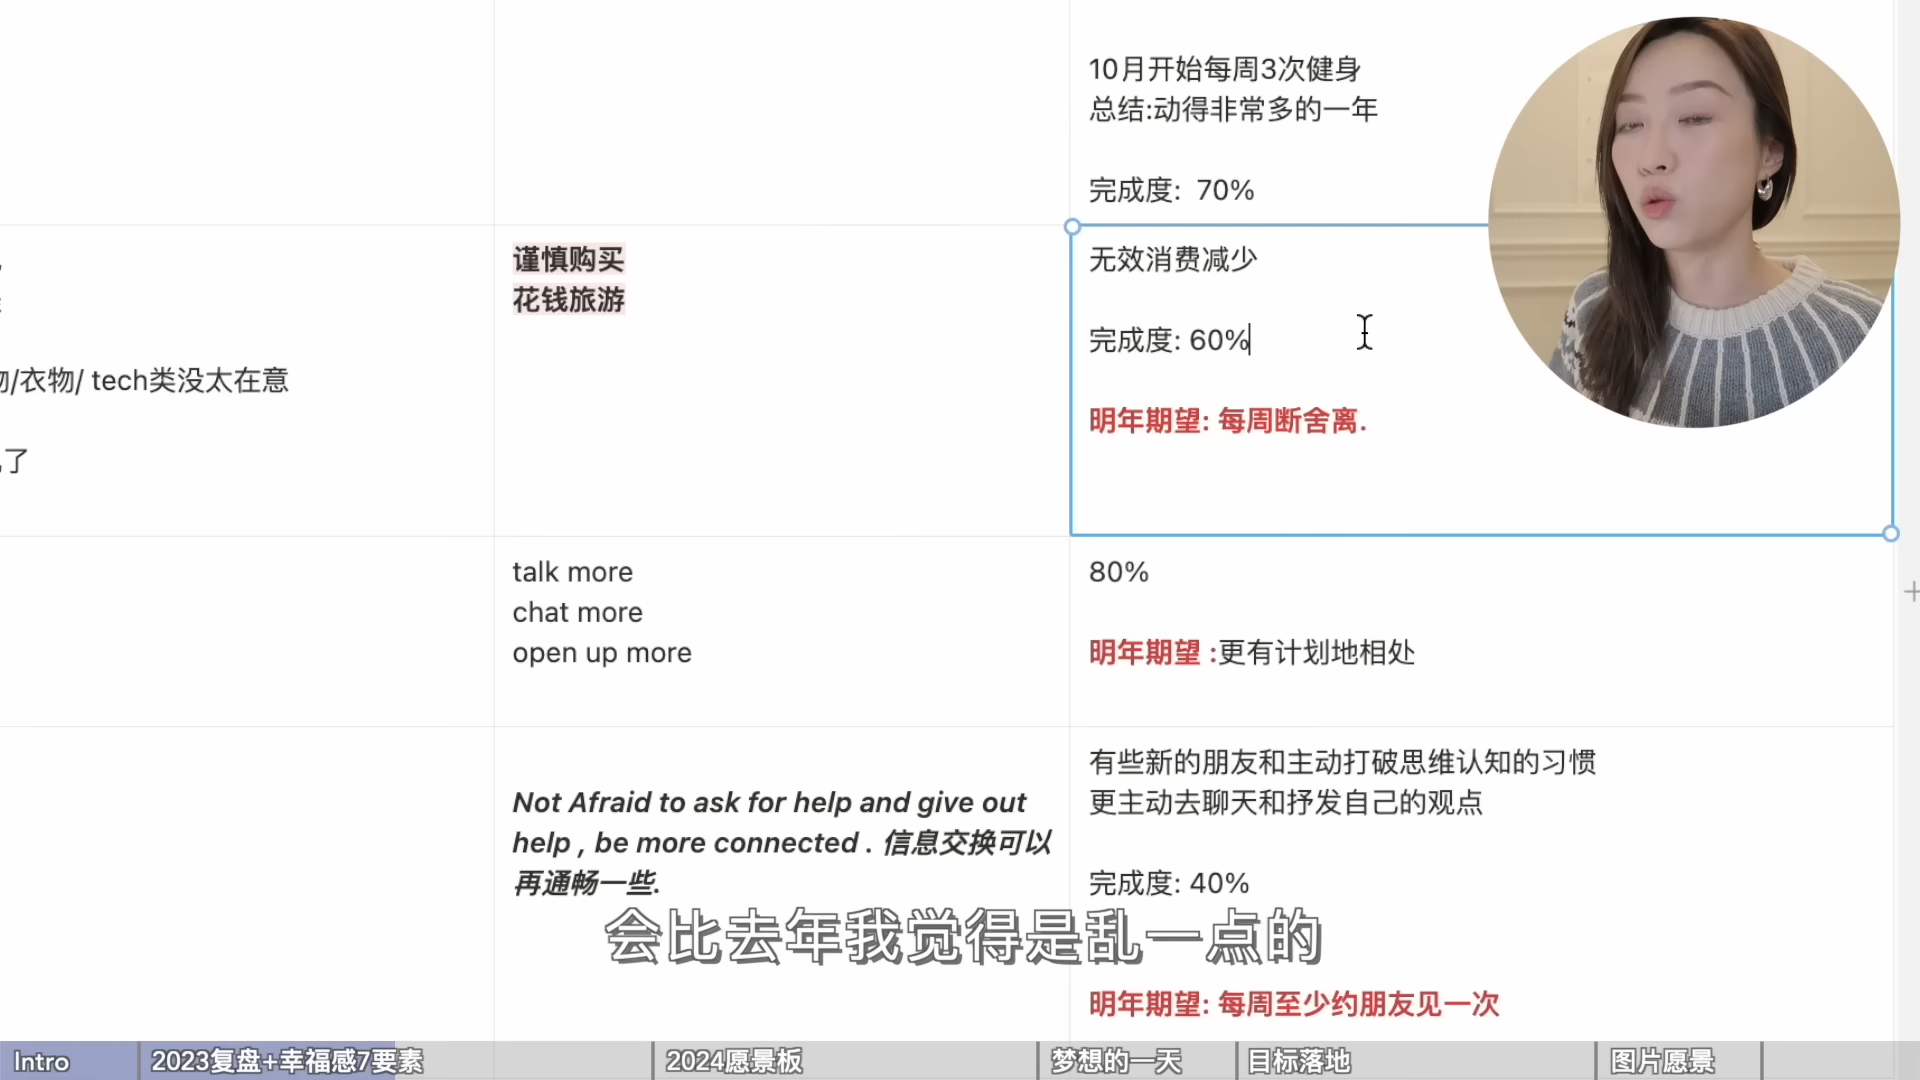 10月开始每周3次健身
总结:动得非常多的一年
完成度: 70%
物/衣物/ tech类没太在意
了
谨慎购买
花钱旅游
无效消费减少
完成度: 60%
明年期望: 每周断舍离.
talk more
chat more
open up more
80%
明年期望 :更有计划地相处
Not Afraid to ask for help and give out
help , be more connected . 信息交换可以
再通畅一些.
有些新的朋友和主动打破思维认知的习惯
更主动去聊天和抒发自己的观点
完成度: 40%
明年期望: 每周至少约朋友见一次
会比去年我觉得是乱一点的
Intro
2023复盘+幸福感7要素
2024愿景板
梦想的一天
目标落地
图片愿景